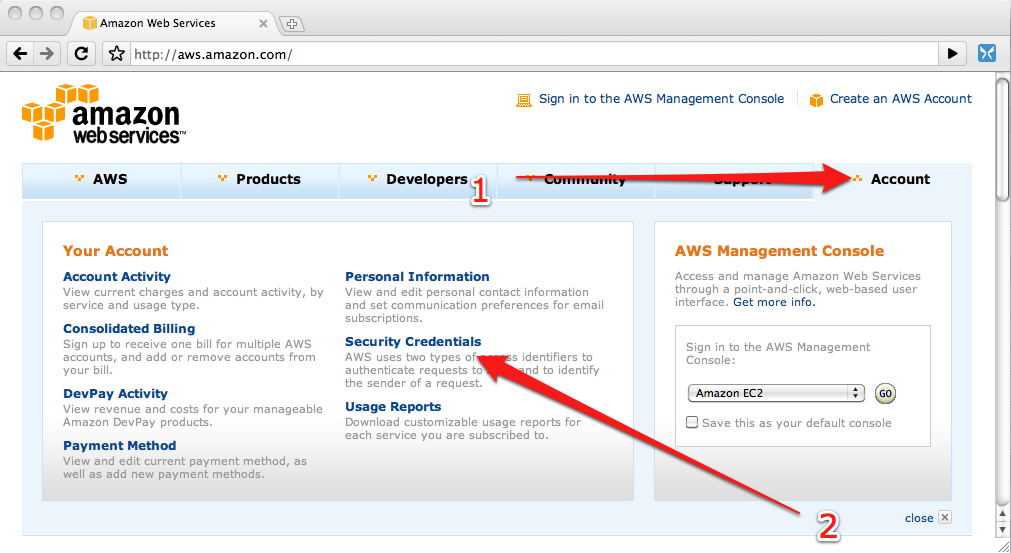 Amazon Web Services
http://aws.amazon.com/
amazon
webservices™
Sign in to the AWS Management Console
Create an AWS Account
AWS
Products
Developers
Community
Support
Account
1
Your Account
Account Activity
View current charges and account activity, by
service and usage type.
Consolidated Billing
Sign up to receive one bill for multiple AWS
accounts, and add or remove accounts from
your bill.
DevPay Activity
View revenue and costs for your manageable
Amazon DevPay products.
Payment Method
View and edit current payment method, as
well as add new payment methods.
Personal Information
View and edit personal contact information
and set communication preferences for email
subscriptions.
Security Credentials
AWS uses two types of access identifiers to
authenticate requests to and to identify
the sender of a request.
Usage Reports
Download customizable usage reports for
each service you are subscribed to.
AWS Management Console
Access and manage Amazon Web Services
through a point-and-click, web-based user
interface. Get more info.
Sign in to the AWS Management
Console:
Amazon EC2
GO
Save this as your default console
2
close